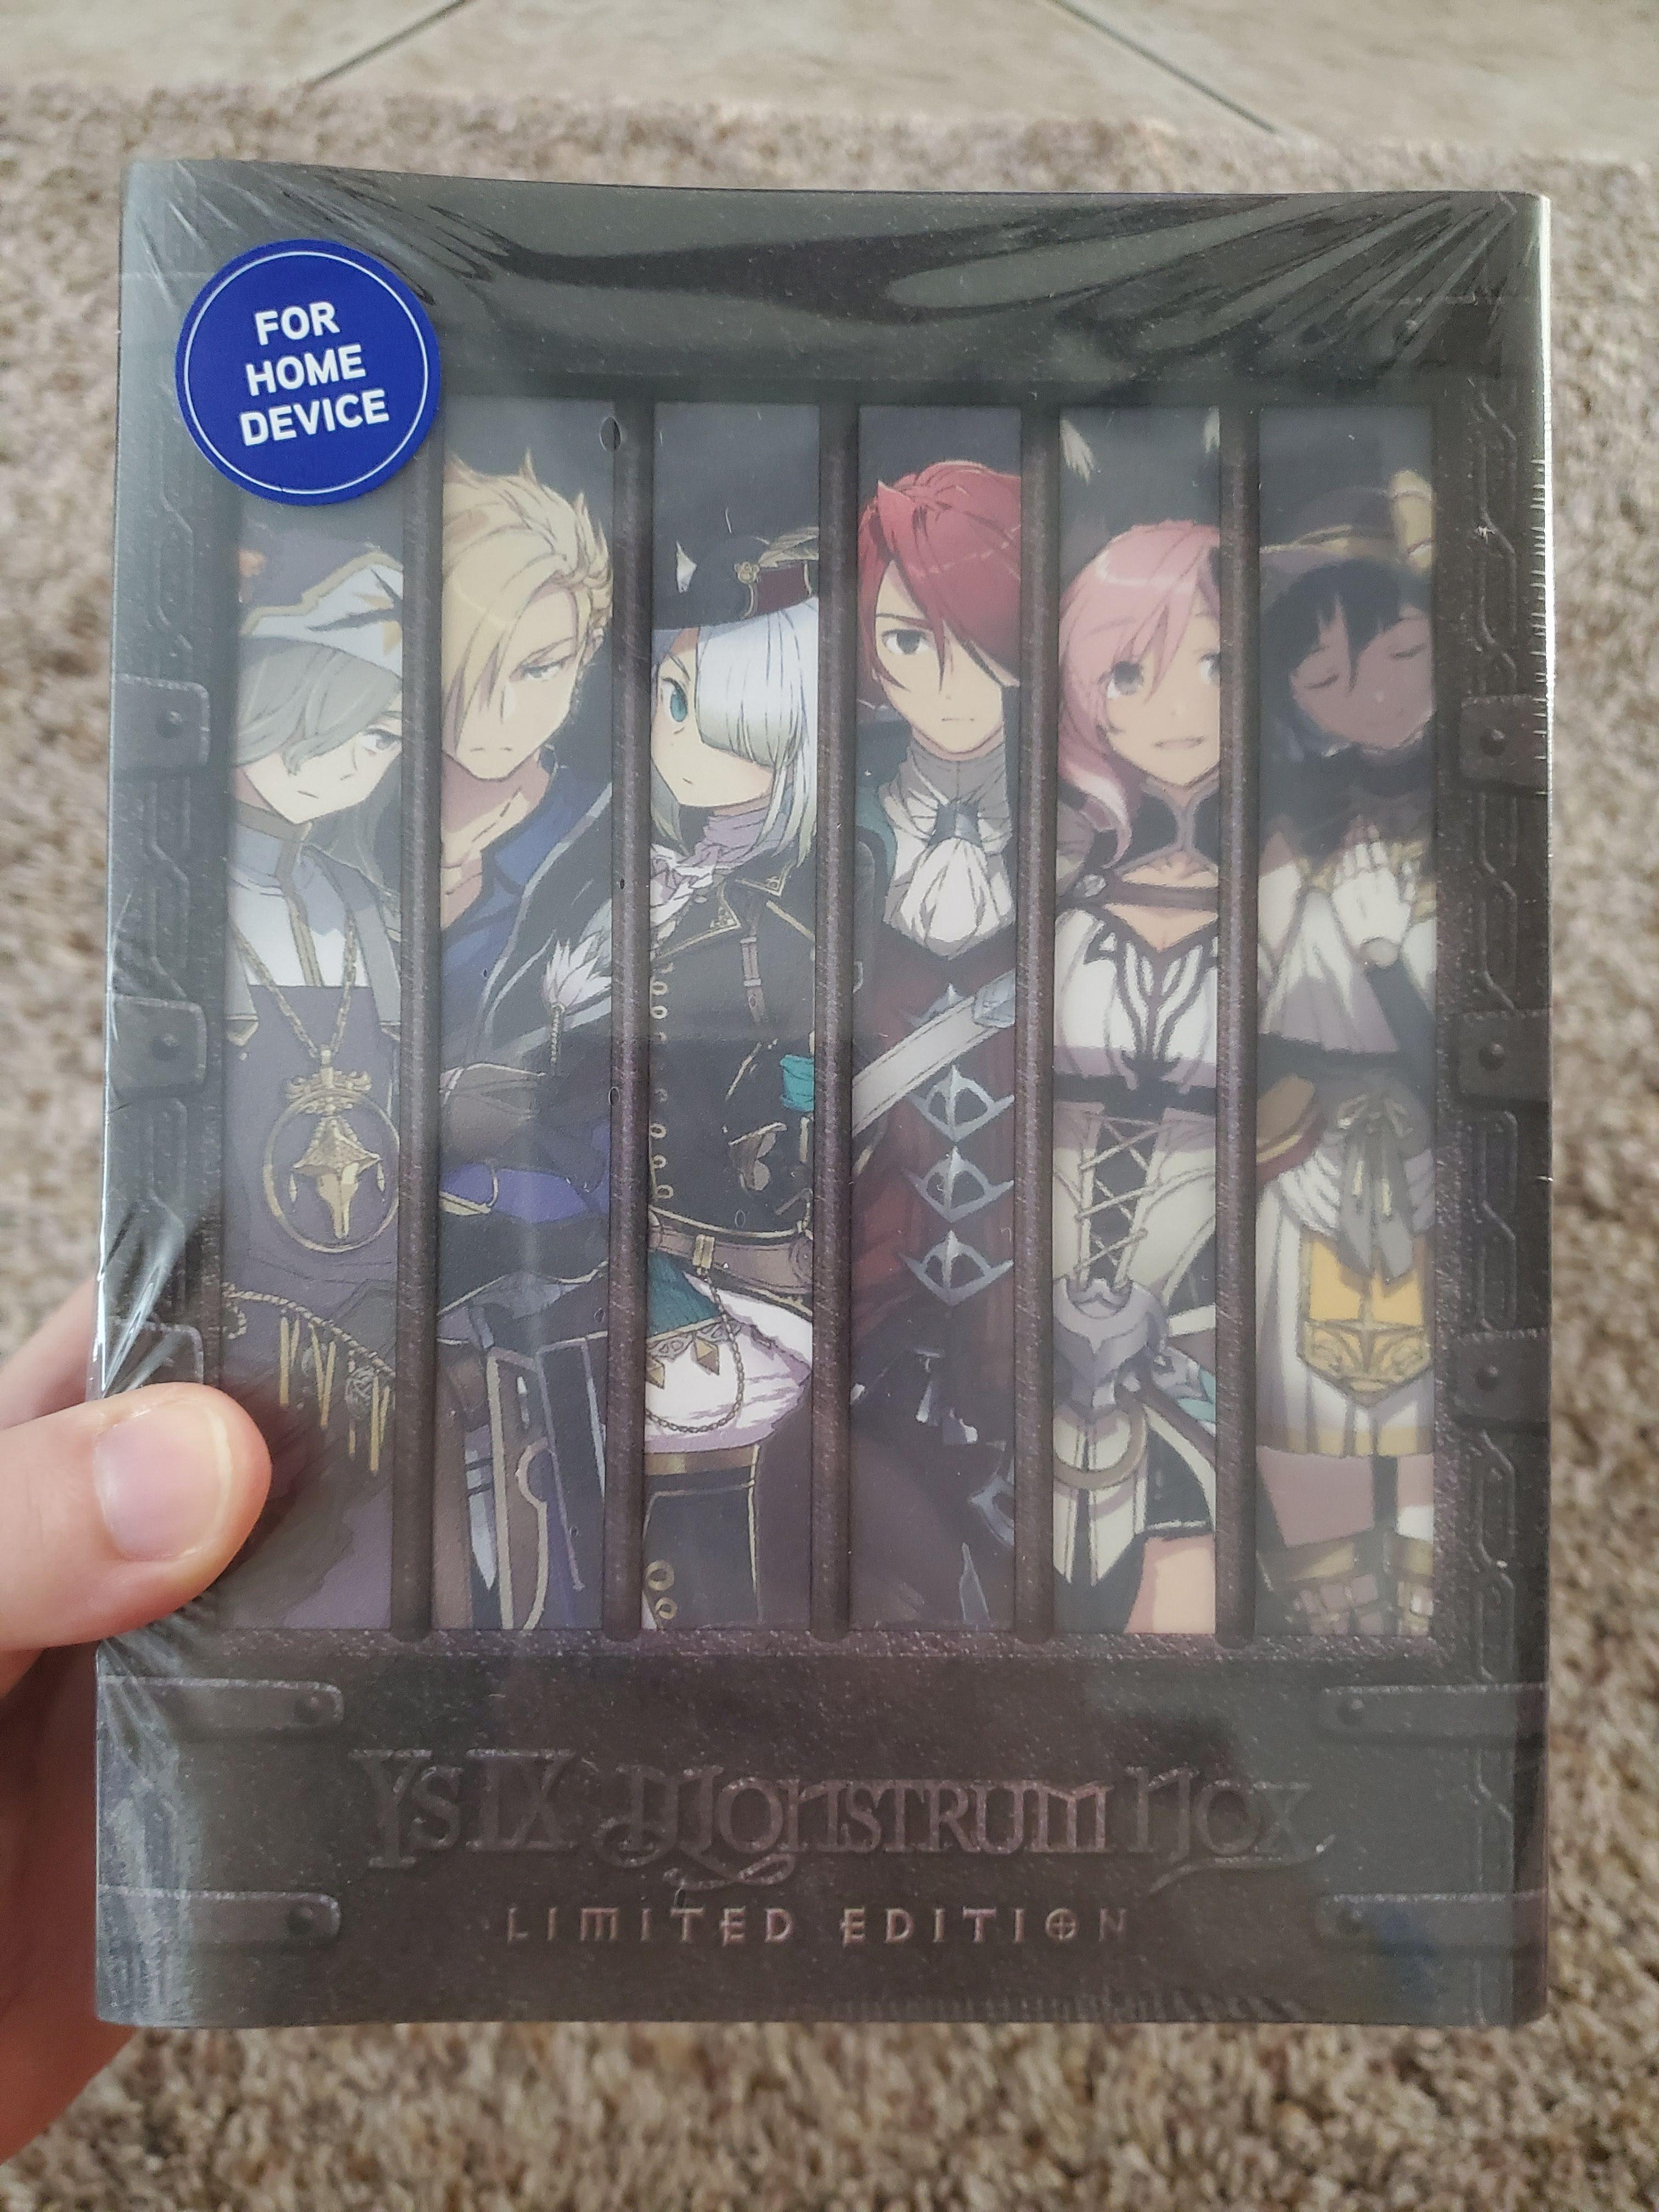 FOR
HOME
DEVICE
Ys IX Monstrum Nox
LIMITED EDITION